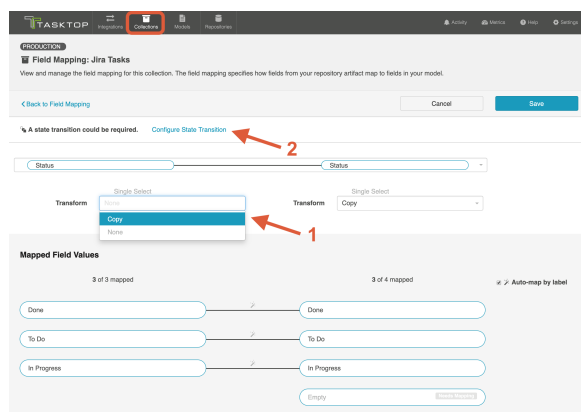 TASKTOP
Integrations
Collections
Models
Repositories
Activity
Metrics
Help
Settings
PRODUCTION
Field Mapping: Jira Tasks
View and manage the field mapping for this collection. The field mapping specifies how fields from your repository artifact map to fields in your model.
Back to Field Mapping
Cancel
Save
A state transition could be required. Configure State Transition
2
Status
Status
Single Select
Single Select
Transform
None
Transform
Copy
Copy
None
1
Mapped Field Values
3 of 3 mapped
3 of 4 mapped
Auto-map by label
Done
Done
To Do
To Do
In Progress
In Progress
Empty